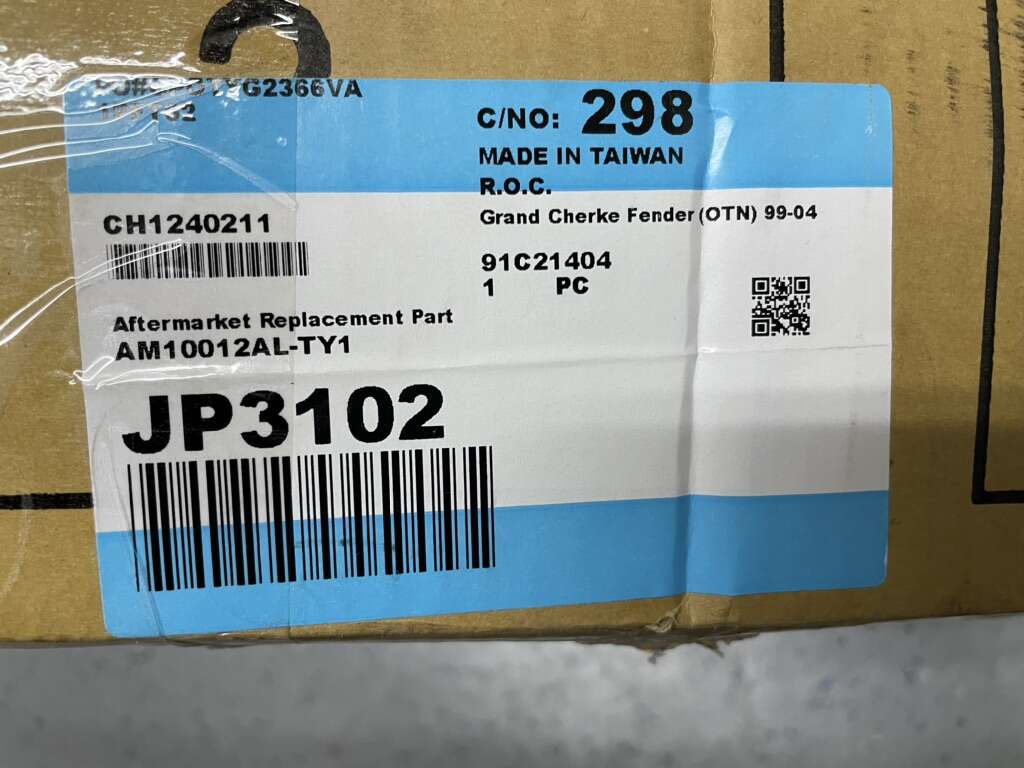 C/NO: 298
MADE IN TAIWAN
R.O.C.
Grand Cherke Fender (OTN) 99-04
CH1240211
91C21404
1 PC
Aftermarket Replacement Part
AM10012AL-TY1
JP3102